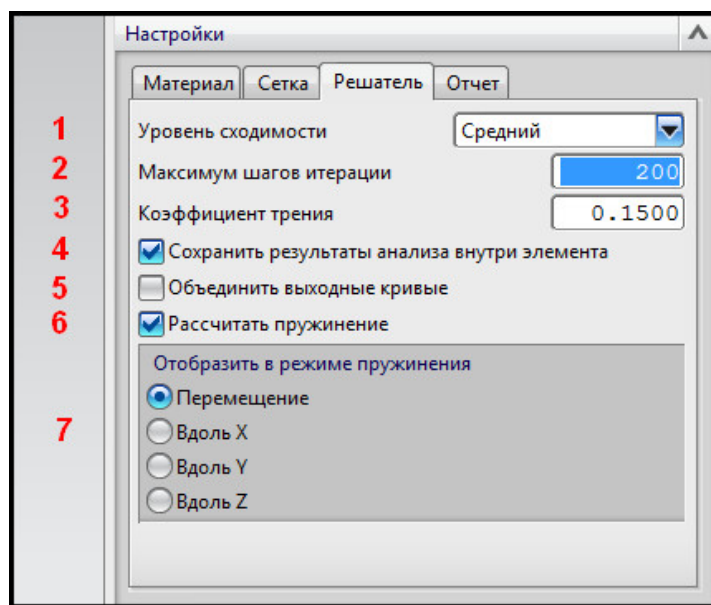 Настройки
Материал Сетка Решатель Отчет
1 Уровень сходимости Средний
2 Максимум шагов итерации 200
3 Коэффициент трения 0.1500
4 Сохранить результаты анализа внутри элемента
5 Объединить выходные кривые
6 Рассчитать пружинение
Отобразить в режиме пружинения
Перемещение
7 Вдоль X
Вдоль Y
Вдоль Z